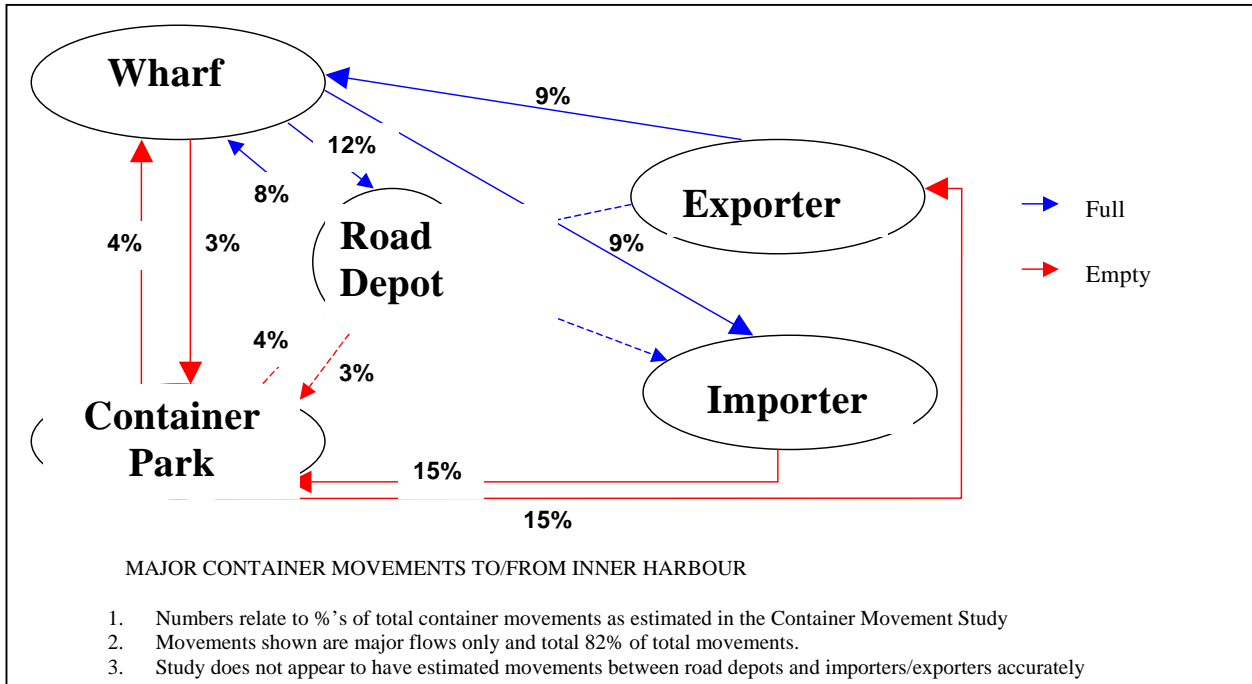 Wharf
9%
12%
8%
Exporter
Full
Road
Depot
4%
3%
9%
Empty
4%
3%
Importer
Container
Park
15%
15%
MAJOR CONTAINER MOVEMENTS TO/FROM INNER HARBOUR
1. Numbers relate to %'s of total container movements as estimated in the Container Movement Study
2. Movements shown are major flows only and total 82% of total movements.
3. Study does not appear to have estimated movements between road depots and importers/exporters accurately